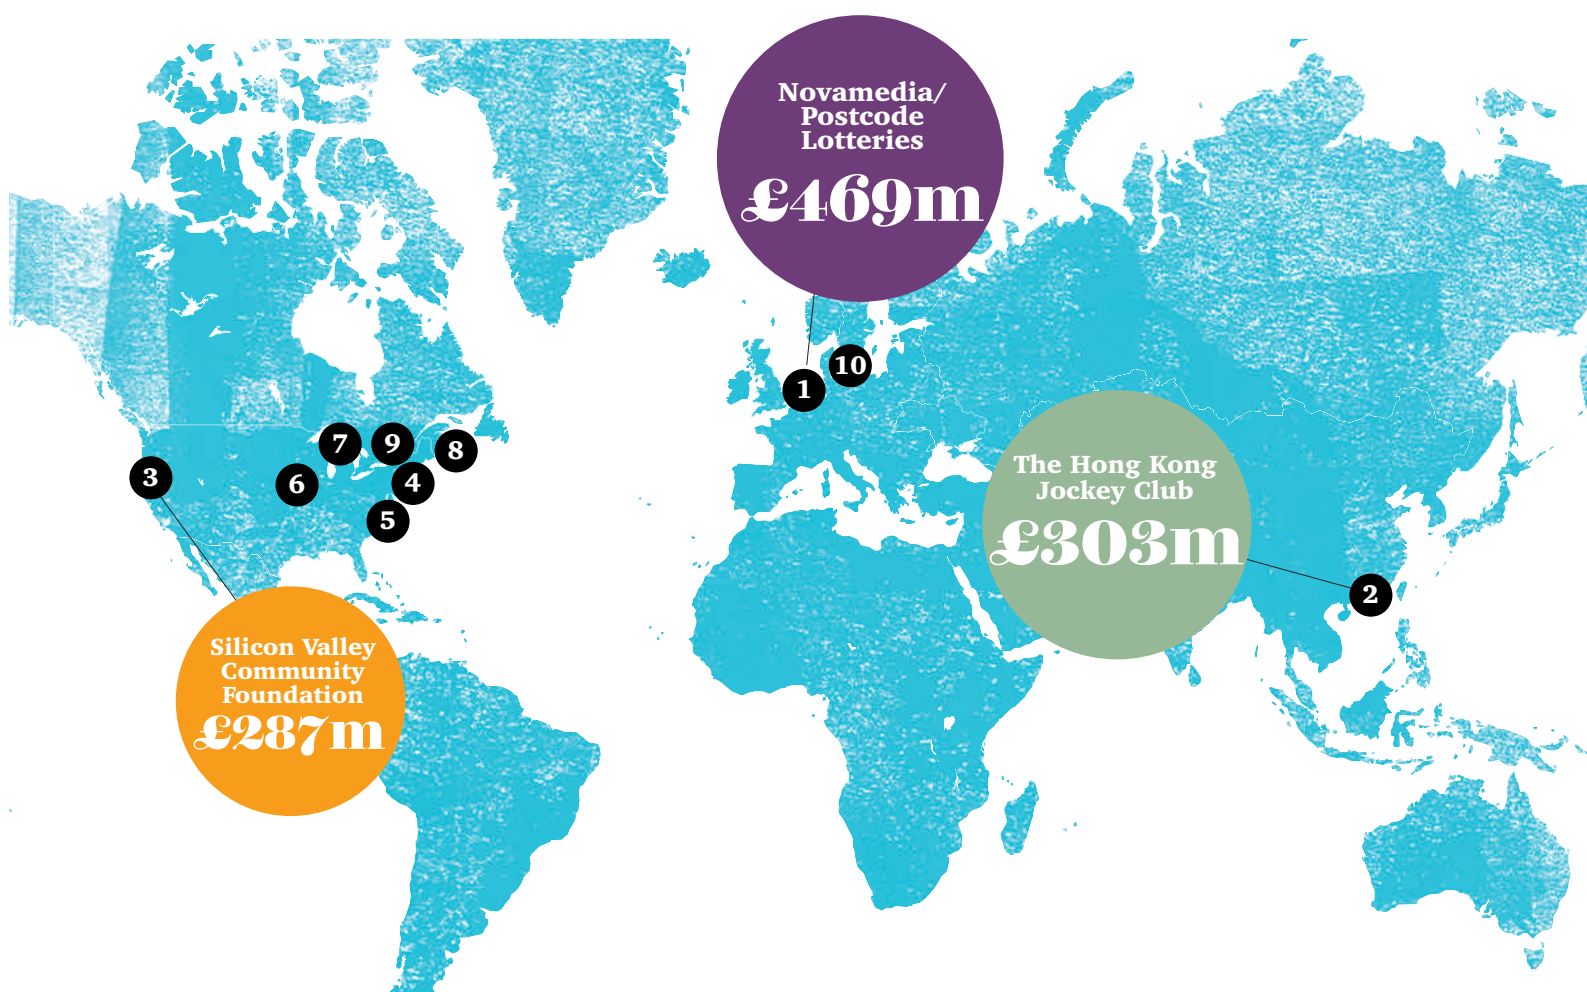 Novamedia/
Postcode
Lotteries
£469m
10
1
7
9
8
3
6
4
5
The Hong Kong
Jockey Club
£303m
2
Silicon Valley
Community
Foundation
£287m